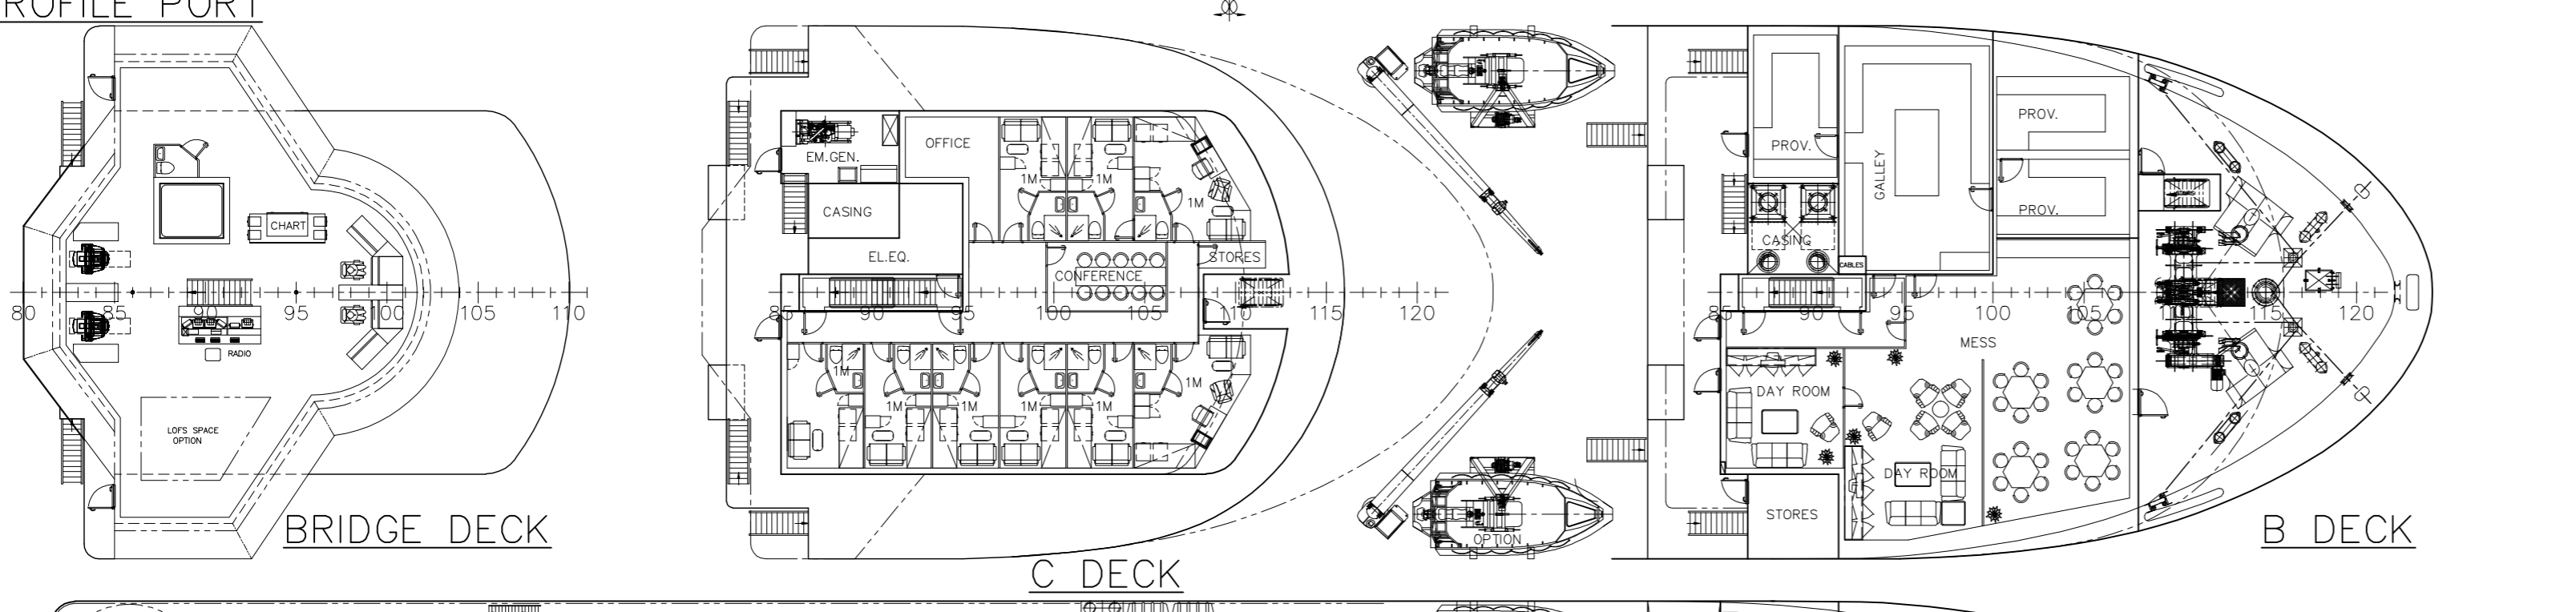 PROFILE PORT
CHART
80 85 90 95 100 105 110
RADIO
LOFS SPACE
OPTION
BRIDGE DECK
EM.GEN.
OFFICE
1M
1M
1M
CASING
EL.EQ.
CONFERENCE
STORES
85 90 95 100 105 110 115 120
1M
1M
1M
1M
1M
1M
C DECK
OPTION
PROV.
GALLEY
PROV.
PROV.
CASING
CABLES
85 90 95 100 105 115 120
MESS
DAY ROOM
DAY ROOM
STORES
B DECK